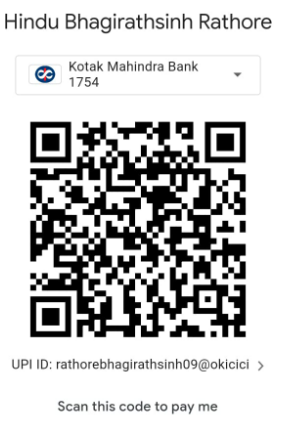 Hindu Bhagirathsinh Rathore
Kotak Mahindra Bank
1754
UPI ID: rathorebhagirathsinh09@okicici
Scan this code to pay me